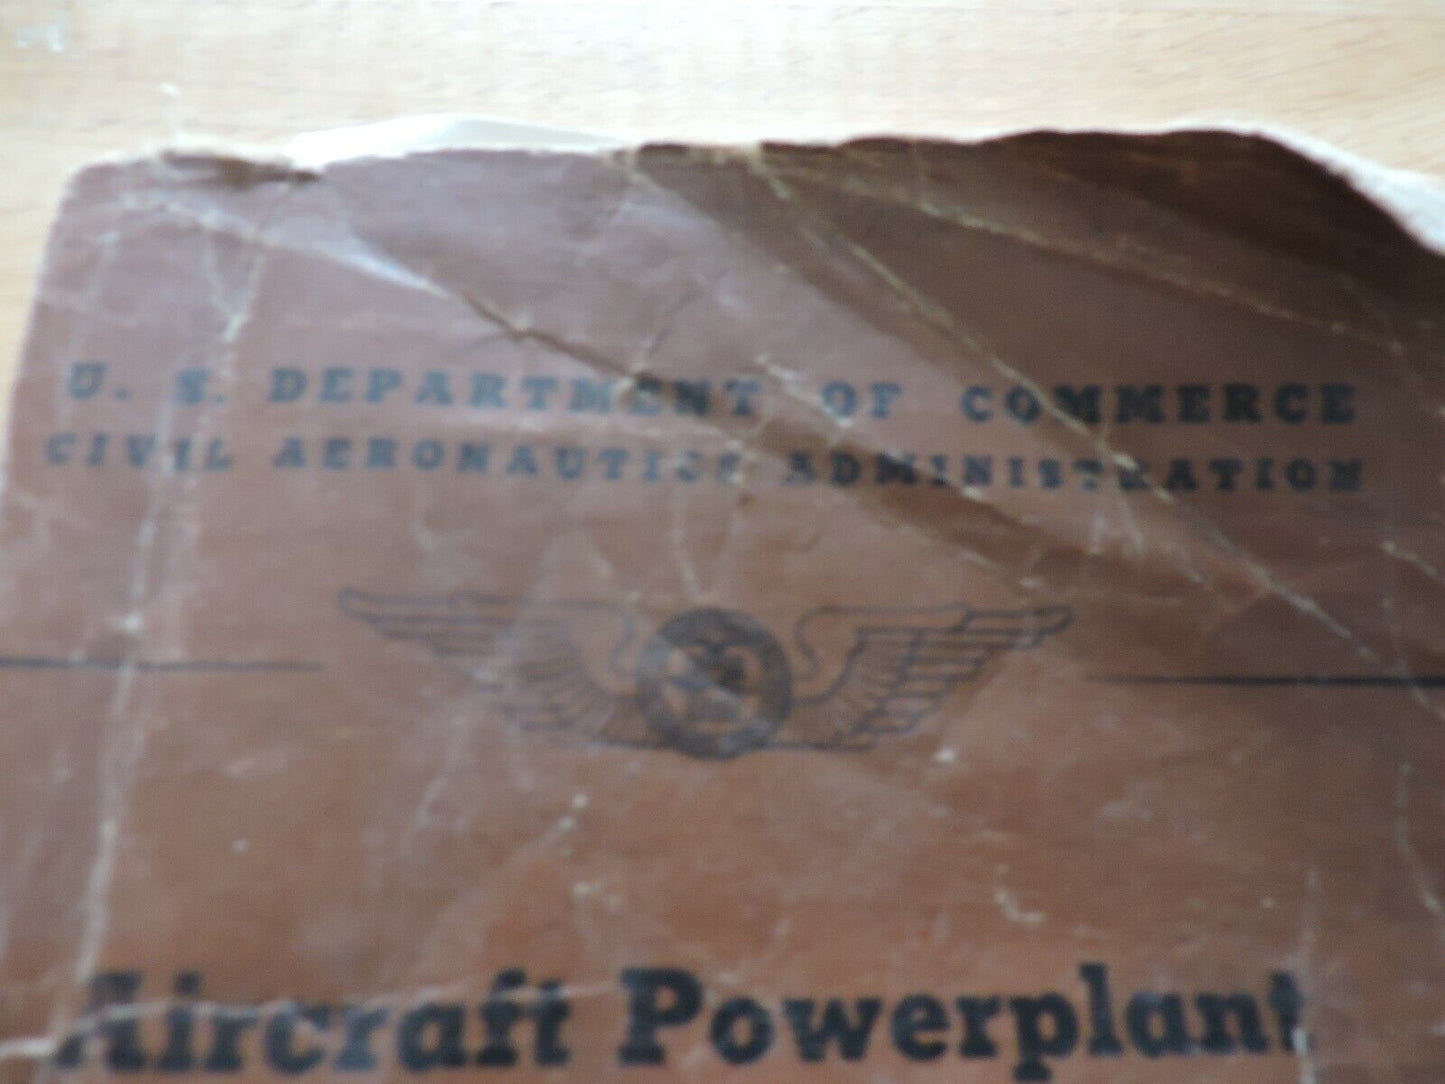 U. S. DEPARTMENT OF COMMERCE
CIVIL AERONAUTICS ADMINISTRATION
Aircraft Powerplant